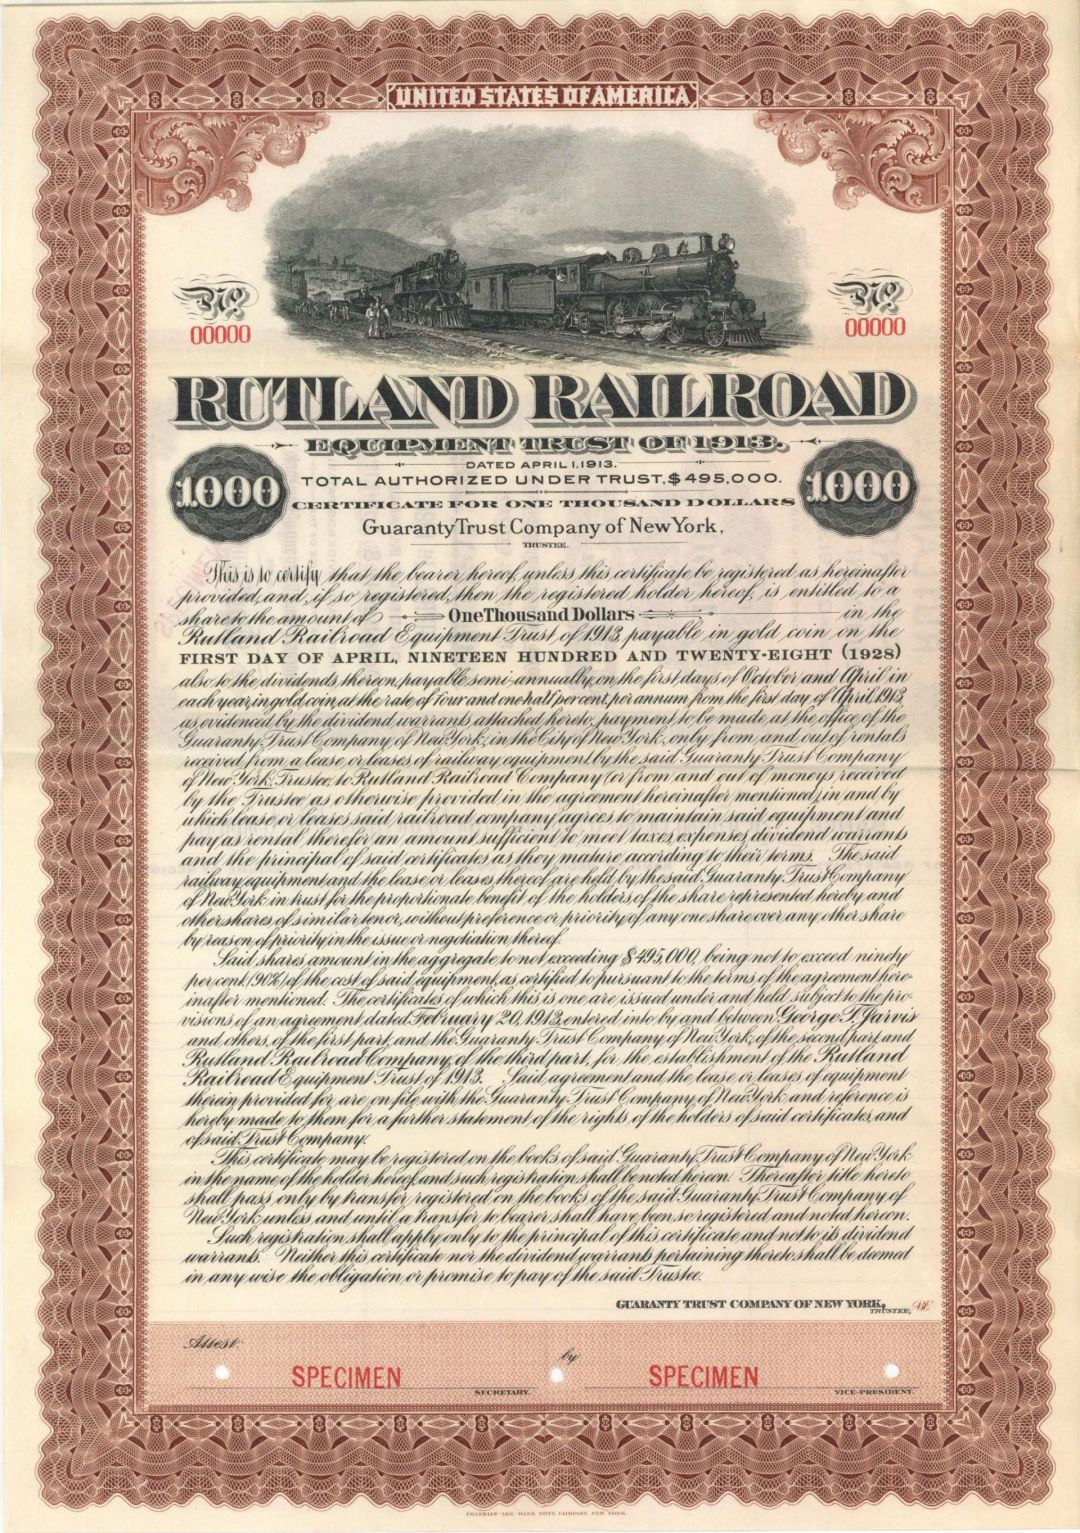 UNITED STATES OF AMERICA
No
00000
No
00000
RUTLAND RAILROAD
EQUIPMENT TRUST OF 1913.
DATED APRIL 1, 1913.
1000
TOTAL AUTHORIZED UNDER TRUST, $495,000.
1000
CERTIFICATE FOR ONE THOUSAND DOLLARS
Guaranty Trust Company of New York,
TRUSTEE.
This is to certify that the bearer hereof, unless this certificate be registered as hereinafter
provided, and, if so registered, then the registered holder hereof, is entitled to a
share to the amount of One Thousand Dollars in the
Rutland Railroad Equipment Trust of 1913, payable in gold coin on the
FIRST DAY OF APRIL, NINETEEN HUNDRED AND TWENTY-EIGHT (1928)
also to the dividends thereon, payable semi-annually, on the first days of October and April in
each year, in gold coin, at the rate of four and one half per cent. per annum from the first day of April, 1913,
as evidenced by the dividend warrants attached hereto, payment to be made at the office of the
Guaranty Trust Company of New York, in the City of New York, only from and out of rentals
received from a lease or leases of railway equipment by the said Guaranty Trust Company
of New York, Trustee, to Rutland Railroad Company (or from and out of moneys received
by the Trustee as otherwise provided in the agreement hereinafter mentioned) in and by
which lease or leases said railroad company agrees to maintain said equipment and
pay as rental therefor an amount sufficient to meet taxes, expenses, dividend warrants
and the principal of said certificates as they mature according to their terms. The said
railway equipment and the lease or leases thereof are held by the said Guaranty Trust Company
of New York in trust for the proportionate benefit of the holders of the share represented hereby and
other shares of similar tenor, without preference or priority of any one share over any other share
by reason of priority in the issue or negotiation thereof.
Said shares amount in the aggregate to not exceeding $495,000, being not to exceed ninety
per cent. (90%) of the cost of said equipment, as certified to pursuant to the terms of the agreement here-
inafter mentioned. The certificates of which this is one are issued under and held subject to the pro-
visions of an agreement dated February 20, 1913, entered into by and between George T. Jarvis
and others, of the first part, and the Guaranty Trust Company of New York, of the second part, and
Rutland Railroad Company, of the third part, for the establishment of the Rutland
Railroad Equipment Trust of 1913. Said agreement and the lease or leases of equipment
therein provided for, are on file with the Guaranty Trust Company of New York and reference is
hereby made to them for a further statement of the rights of the holders of said certificates, and
of said Trust Company.
This certificate may be registered on the books of said Guaranty Trust Company of New York
in the name of the holder hereof, and such registration shall be noted hereon. Thereafter title hereto
shall pass only by transfer registered on the books of the said Guaranty Trust Company of
New York, unless and until a transfer to bearer shall have been so registered and noted hereon.
Such registration shall apply only to the principal of this certificate and not to its dividend
warrants. Neither this certificate nor the dividend warrants pertaining thereto shall be deemed
in any wise the obligation or promise to pay of the said Trustee.
GUARANTY TRUST COMPANY OF NEW YORK,
TRUSTEE,
Attest:
by
SPECIMEN
SPECIMEN
SECRETARY.
VICE-PRESIDENT.
FRANKLIN-LEE BANK NOTE COMPANY, NEW YORK.